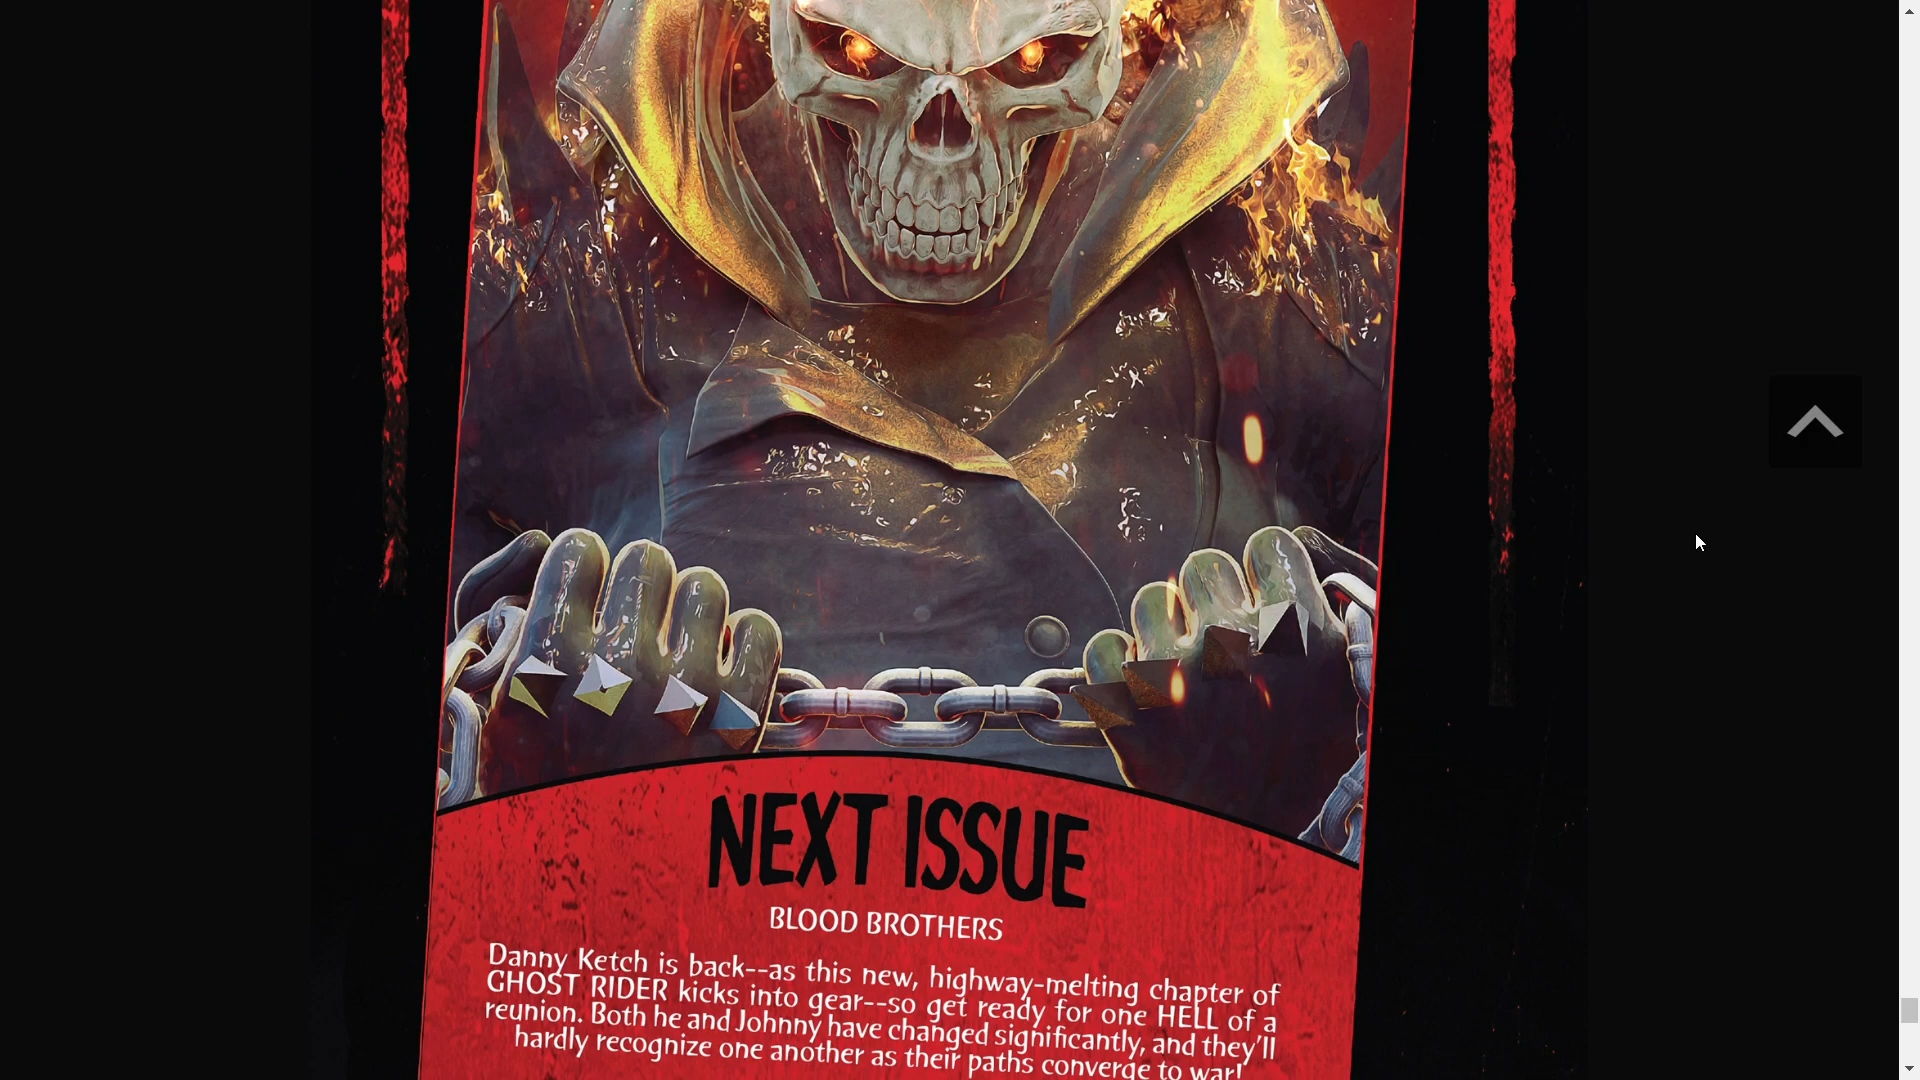 NEXT ISSUE
BLOOD BROTHERS
Danny Ketch is back--as this new, highway-melting chapter of
GHOST RIDER kicks into gear--so get ready for one HELL of a
reunion. Both he and Johnny have changed significantly, and they'll
hardly recognize one another as their paths converge to war!